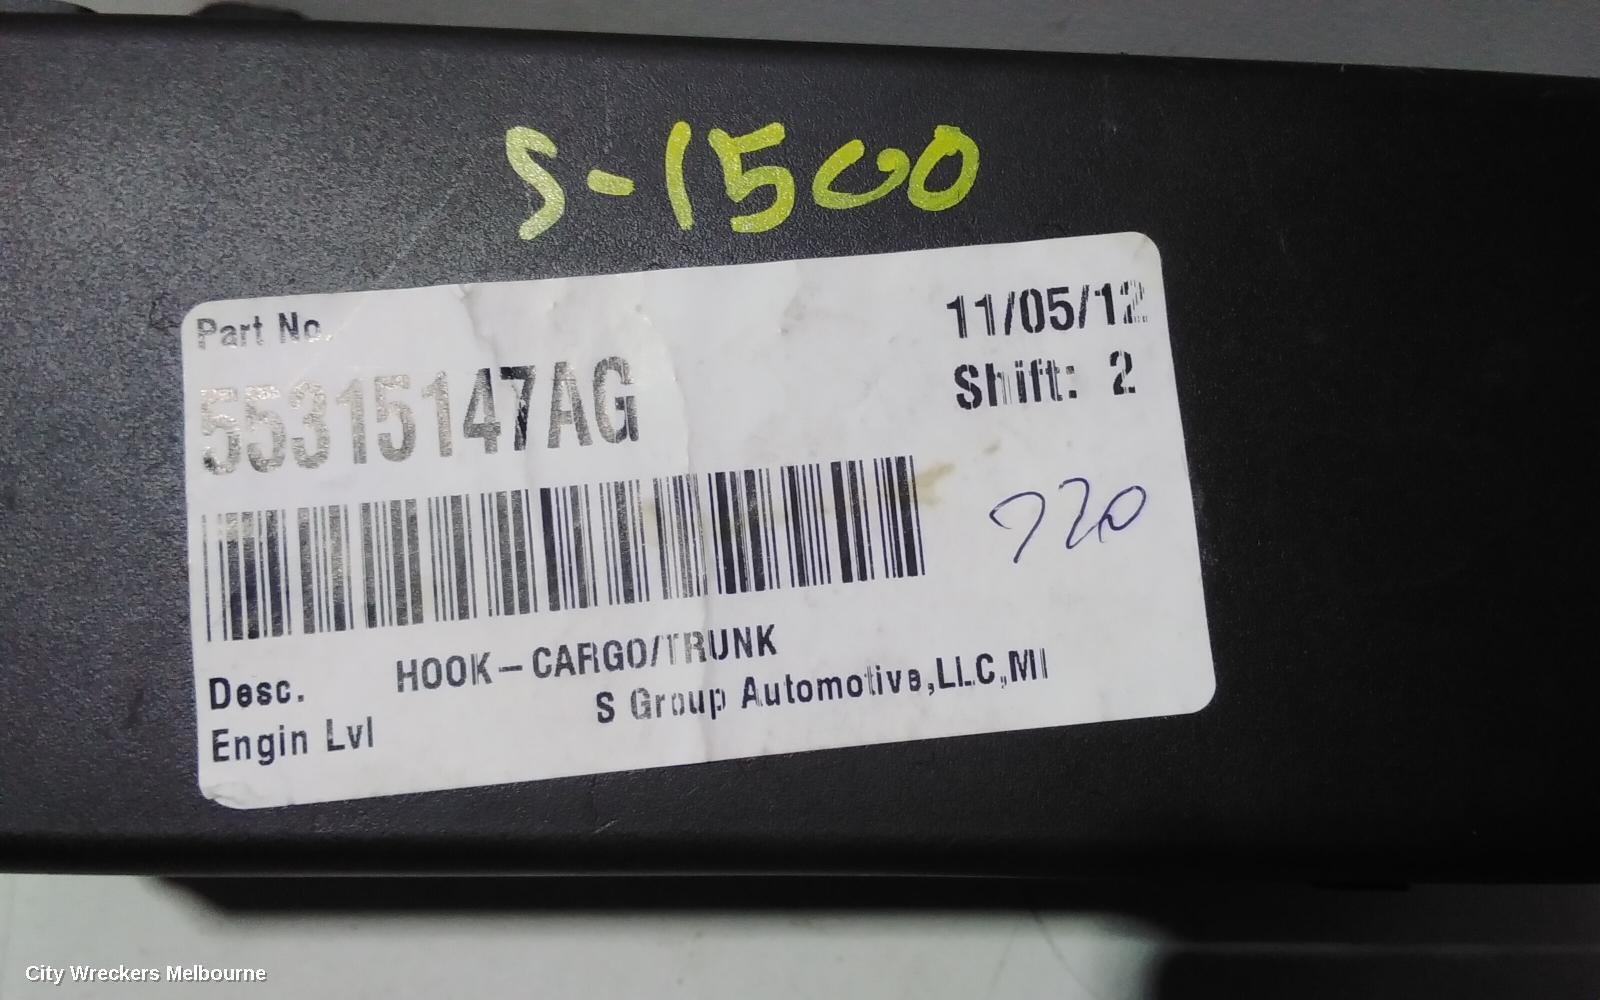 S-1500
Part No.
11/05/12
55315147AG
Shift: 2
720
Desc.
HOOK-CARGO/TRUNK
Engin Lvl
S Group Automotive,LLC,MI
City Wreckers Melbourne